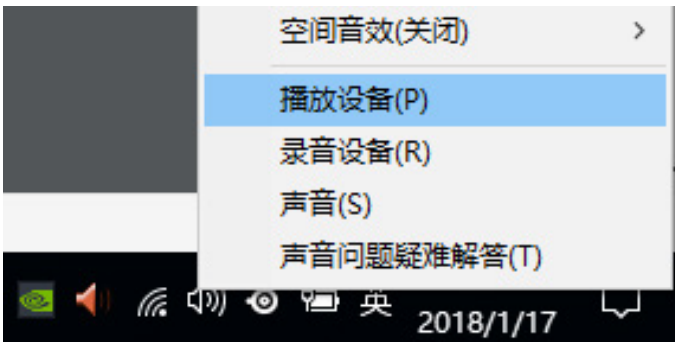 空间音效(关闭)
播放设备(P)
录音设备(R)
声音(S)
声音问题疑难解答(T)
英
2018/1/17